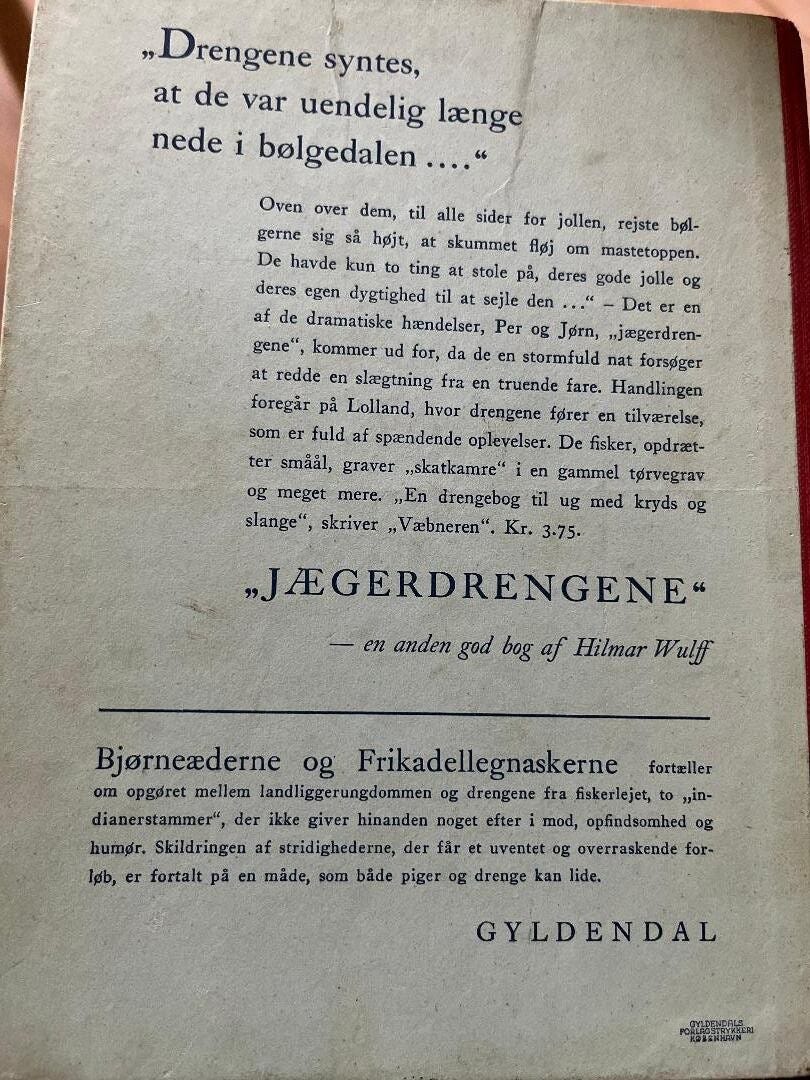 „Drengene syntes,
at de var uendelig længe
nede i bølgedalen ....“
Oven over dem, til alle sider for jollen, rejste bøl-
gerne sig så højt, at skummet fløj om mastetoppen.
De havde kun to ting at stole på, deres gode jolle og
deres egen dygtighed til at sejle den ...“ – Det er en
af de dramatiske hændelser, Per og Jørn, „jægerdren-
gene“, kommer ud for, da de en stormfuld nat forsøger
at redde en slægtning fra en truende fare. Handlingen
foregår på Lolland, hvor drengene fører en tilværelse,
som er fuld af spændende oplevelser. De fisker, opdræt-
ter småål, graver „skatkamre“ i en gammel tørvegrav
og meget mere. „En drengebog til ug med kryds og
slange“, skriver „Væbneren“. Kr. 3.75.
„JÆGERDRENGENE“
— en anden god bog af Hilmar Wulff
Bjørneæderne og Frikadellegnaskerne fortæller
om opgøret mellem landliggerungdommen og drengene fra fiskerlejet, to „in-
dianerstammer“, der ikke giver hinanden noget efter i mod, opfindsomhed og
humør. Skildringen af stridighederne, der får et uventet og overraskende for-
løb, er fortalt på en måde, som både piger og drenge kan lide.
GYLDENDAL
GYLDENDALS
FORLAGSTRYKKERI
KØBENHAVN